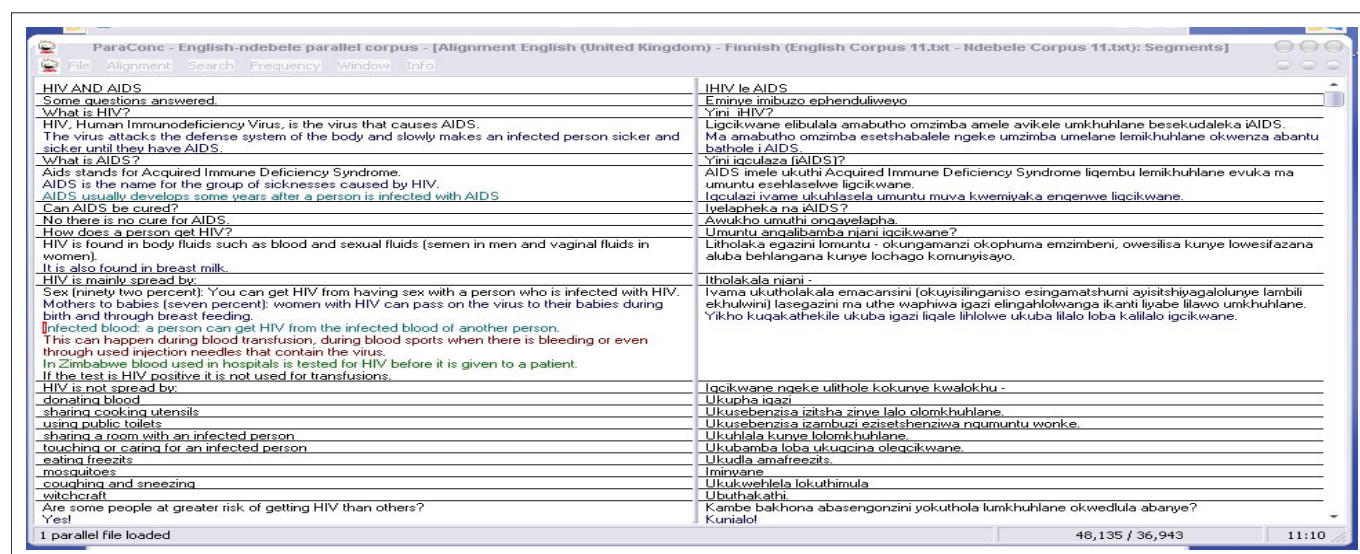 ParaConc - English-ndebele parallel corpus - [Alignment English (United Kingdom) - Finnish (English Corpus 11.txt - Ndebele Corpus 11.txt): Segments]
File Alignment Search Frequency Window Info
HIV AND AIDS
Some questions answered.
What is HIV?
HIV, Human Immunodeficiency Virus, is the virus that causes AIDS.
The virus attacks the defense system of the body and slowly makes an infected person sicker and
sicker until they have AIDS.
What is AIDS?
Aids stands for Acquired Immune Deficiency Syndrome.
AIDS is the name for the group of sicknesses caused by HIV.
AIDS usually develops some years after a person is infected with AIDS
Can AIDS be cured?
No there is no cure for AIDS.
How does a person get HIV?
HIV is found in body fluids such as blood and sexual fluids (semen in men and vaginal fluids in
women).
It is also found in breast milk.
HIV is mainly spread by:
Sex (ninety two percent): You can get HIV from having sex with a person who is infected with HIV.
Mothers to babies (seven percent): women with HIV can pass on the virus to their babies during
birth and through breast feeding.
Infected blood: a person can get HIV from the infected blood of another person.
This can happen during blood transfusion, during blood sports when there is bleeding or even
through used injection needles that contain the virus.
In Zimbabwe blood used in hospitals is tested for HIV before it is given to a patient.
If the test is HIV positive it is not used for transfusions.
HIV is not spread by:
donating blood
sharing cooking utensils
using public toilets
sharing a room with an infected person
touching or caring for an infected person
eating freezits
mosquitoes
coughing and sneezing
witchcraft
Are some people at greater risk of getting HIV than others?
Yes!
IHIV le AIDS
Eminye imibuzo ephenduliweyo
Yini iHIV?
Ligcikwane elibulala amabutho omzimba amele avikele umkhuhlane besekudaleka iAIDS.
Ma amabutho omzimba esetshabalele ngeke umzimba umelane lemikhuhlane okwenza abantu
bathole i AIDS.
Yini iqculaza (iAIDS)?
AIDS imele ukuthi Acquired Immune Deficiency Syndrome liqembu lemikhuhlane evuka ma
umuntu esehlaselwe ligcikwane.
Iqculazi ivame ukuhlasela umuntu muva kwemiyaka engenwe ligcikwane.
Iyelapheka na iAIDS?
Awukho umuthi ongayelapha.
Umuntu angalibamba njani igcikwane?
Litholaka egazini lomuntu - okungamanzi okophuma emzimbeni, owesilisa kunye lowesifazana
aluba behlangana kunye lochago komunyisayo.
Itholakala njani -
Ivama ukutholakala emacansini (okuyisilinganiso esingamatshumi ayisitshiyagalolunye lambili
ekhulwini) lasegazini ma uthe waphiwa igazi elingahlolwanga ikanti liyabe lilawo umkhuhlane.
Yikho kuqakathekile ukuba igazi liqale lihlolwe ukuba lilalo loba kalilalo igcikwane.
Igcikwane ngeke ulithole kokunye kwalokhu -
Ukupha igazi
Ukusebenzisa izitsha zinye lalo olomkhuhlane.
Ukusebenzisa izambuzi ezisetshenziwa ngumuntu wonke.
Ukuhlala kunye lolomkhuhlane.
Ukubamba loba ukugcina olegcikwane.
Ukudla amafreezits.
Iminyane
Ukukwehlela lokuthimula
Ubuthakathi.
Kambe bakhona abasengonzini yokuthola lumkhuhlane okwedlula abanye?
Kunjalo!
1 parallel file loaded
48,135 / 36,943
11:10